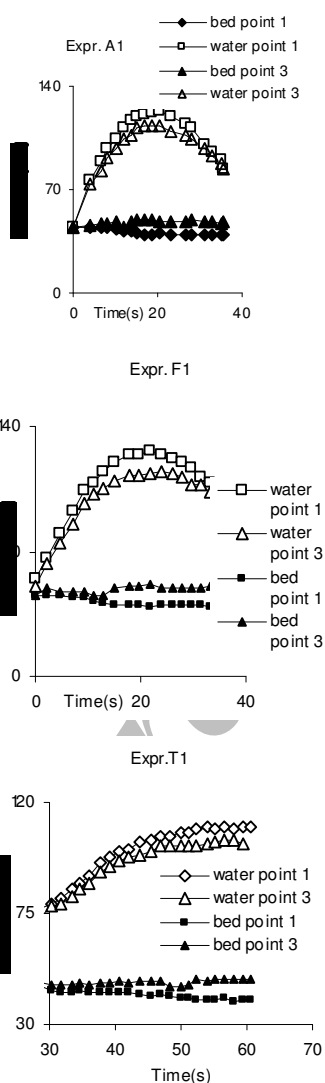 Expr. A1
bed point 1
water point 1
bed point 3
water point 3
140
70
0
0 Time(s) 20 40
Expr. F1
40
water
point 1
water
point 3
bed
point 1
bed
point 3
0
0
0 Time(s) 20 40
Expr.T1
120
water point 1
water point 3
bed point 1
bed point 3
75
30
30 40 50 60 70
Time(s)